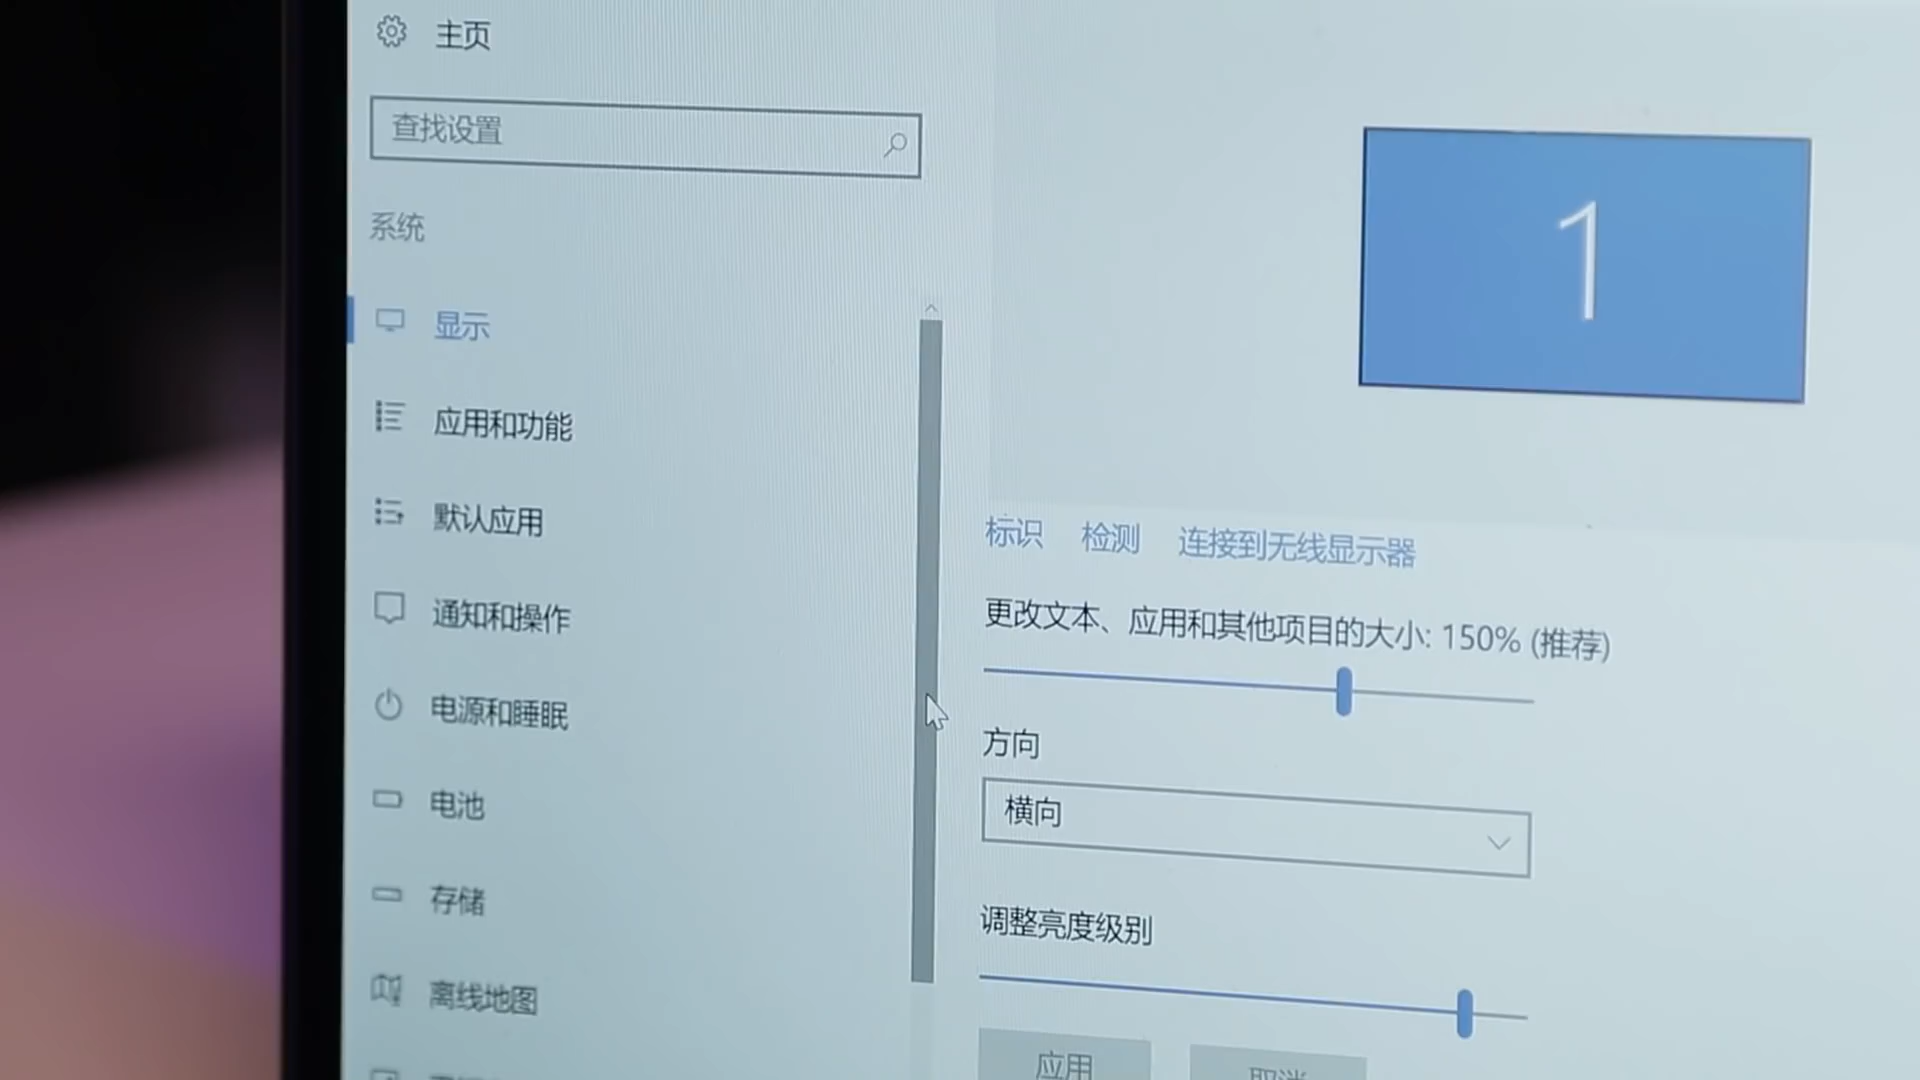 主页
查找设置
系统
显示
应用和功能
默认应用
通知和操作
电源和睡眠
电池
存储
离线地图
1
标识 检测 连接到无线显示器
更改文本、应用和其他项目的大小: 150% (推荐)
方向
横向
调整亮度级别
应用 取消